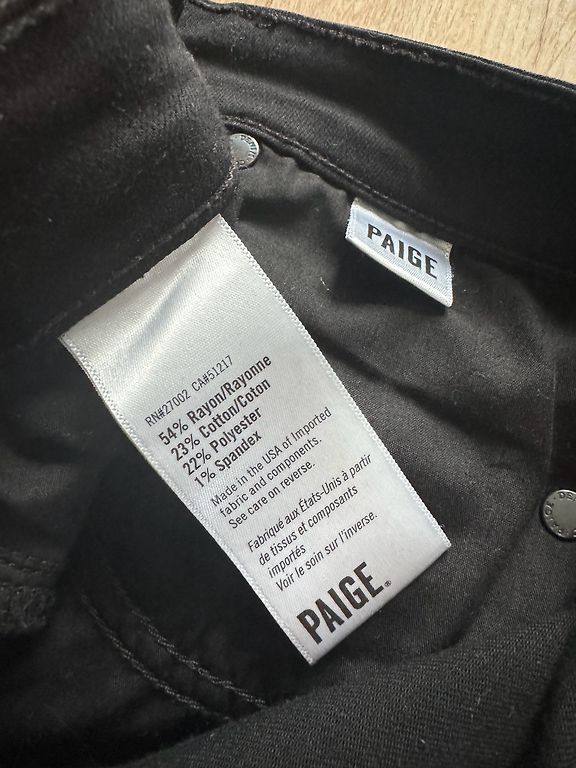 PAIGE
RN#27002 CA#51217
54% Rayon/Rayonne
23% Cotton/Coton
22% Polyester
1% Spandex
Made in the USA of Imported
fabric and components.
See care on reverse.
Fabriqué aux États-Unis à partir
de tissus et composants
importés
Voir le soin sur l'inverse.
PAIGE®